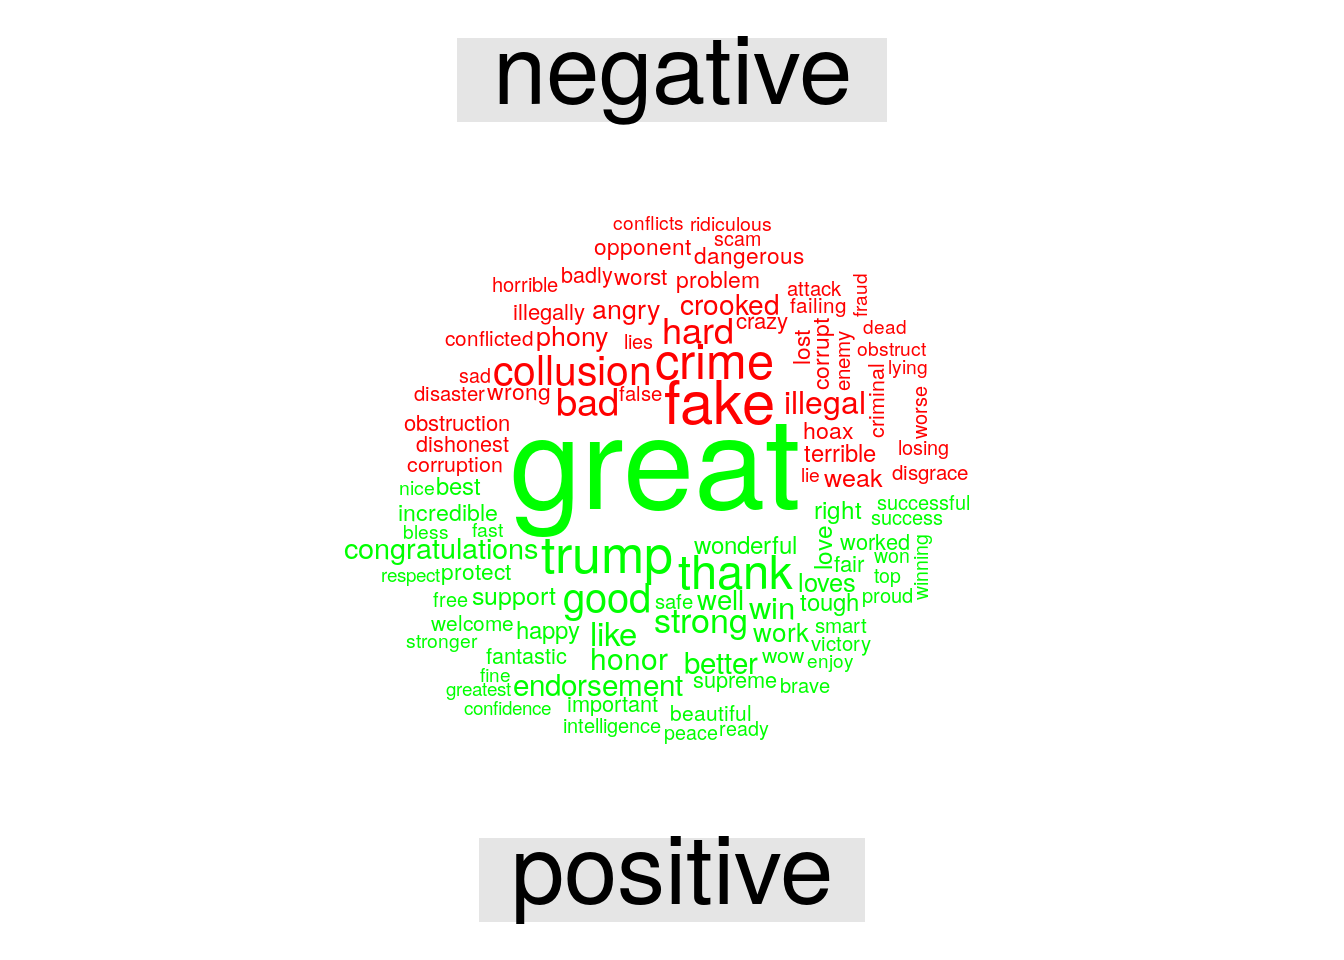 negative
conflicts ridiculous
scam
opponent dangerous
horrible badly worst problem attack fraud
illegally angry crooked failing
conflicted phony lies hard crazy lost corrupt enemy dead
obstruct
sad collusion crime criminal lying
disaster wrong bad false fake illegal worse
obstruction hoax
dishonest great terrible losing
corruption lie weak disgrace
nice best successful
incredible right success
bless fast
congratulations trump wonderful love worked won winning
respect protect thank loves fair top
free support good safe well win tough proud
welcome happy like strong work smart
stronger victory
fantastic honor better wow enjoy
fine
greatest endorsement supreme brave
confidence important beautiful
intelligence peace ready
positive